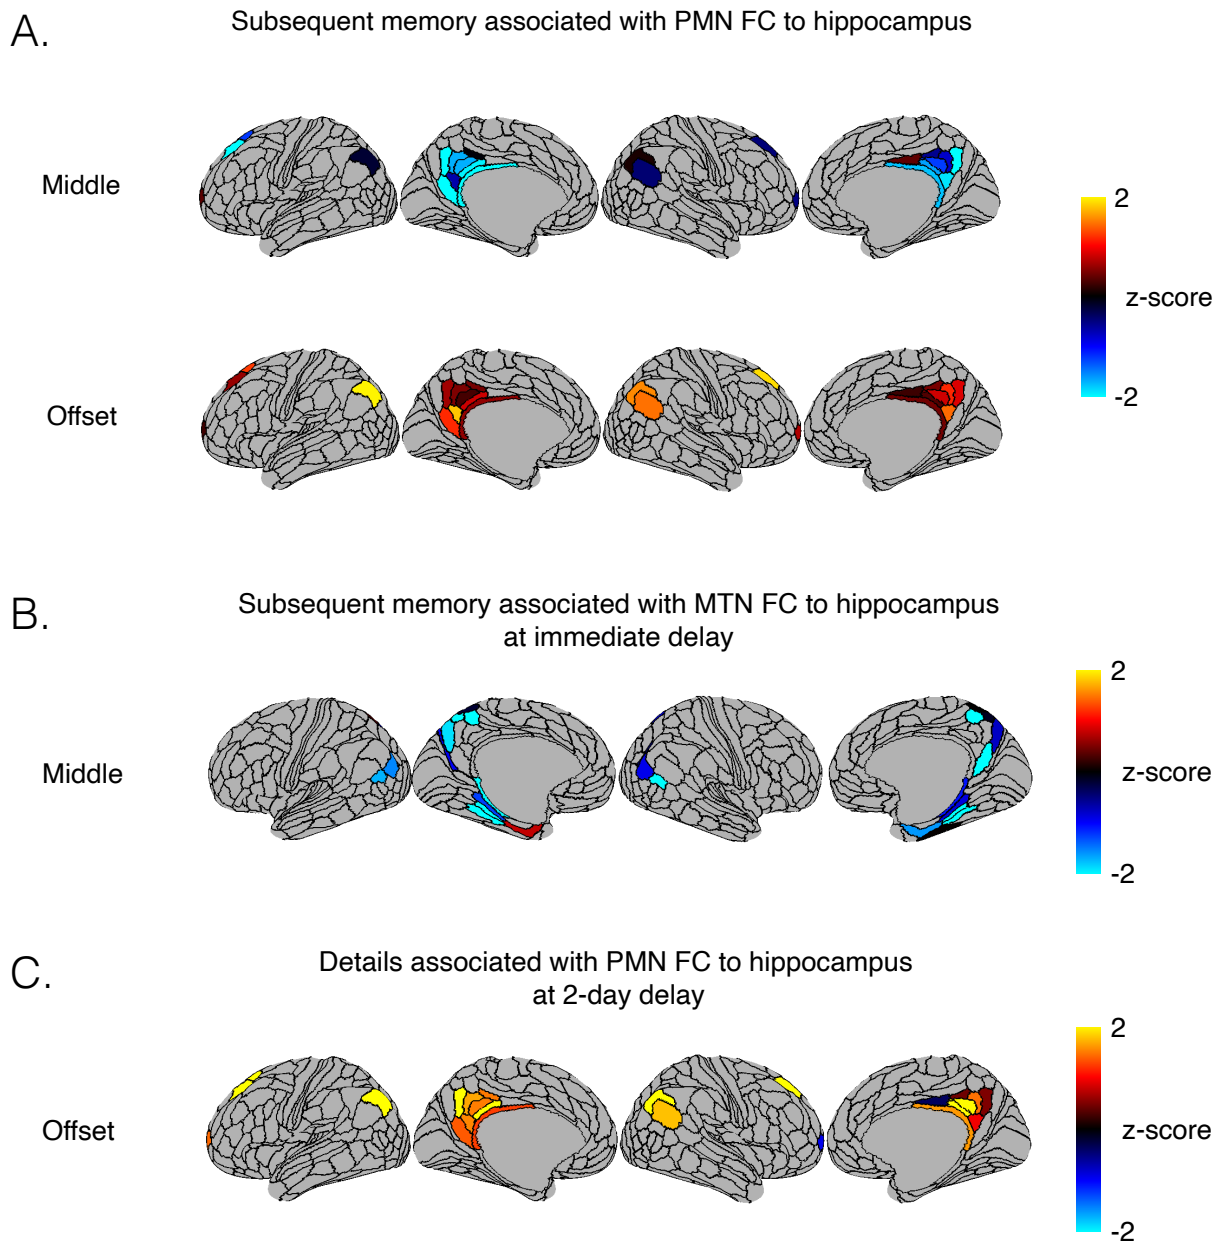 A.
Subsequent memory associated with PMN FC to hippocampus
Middle
2
z-score
-2
Offset
B.
Subsequent memory associated with MTN FC to hippocampus
at immediate delay
2
Middle
z-score
-2
C.
Details associated with PMN FC to hippocampus
at 2-day delay
2
Offset
z-score
-2